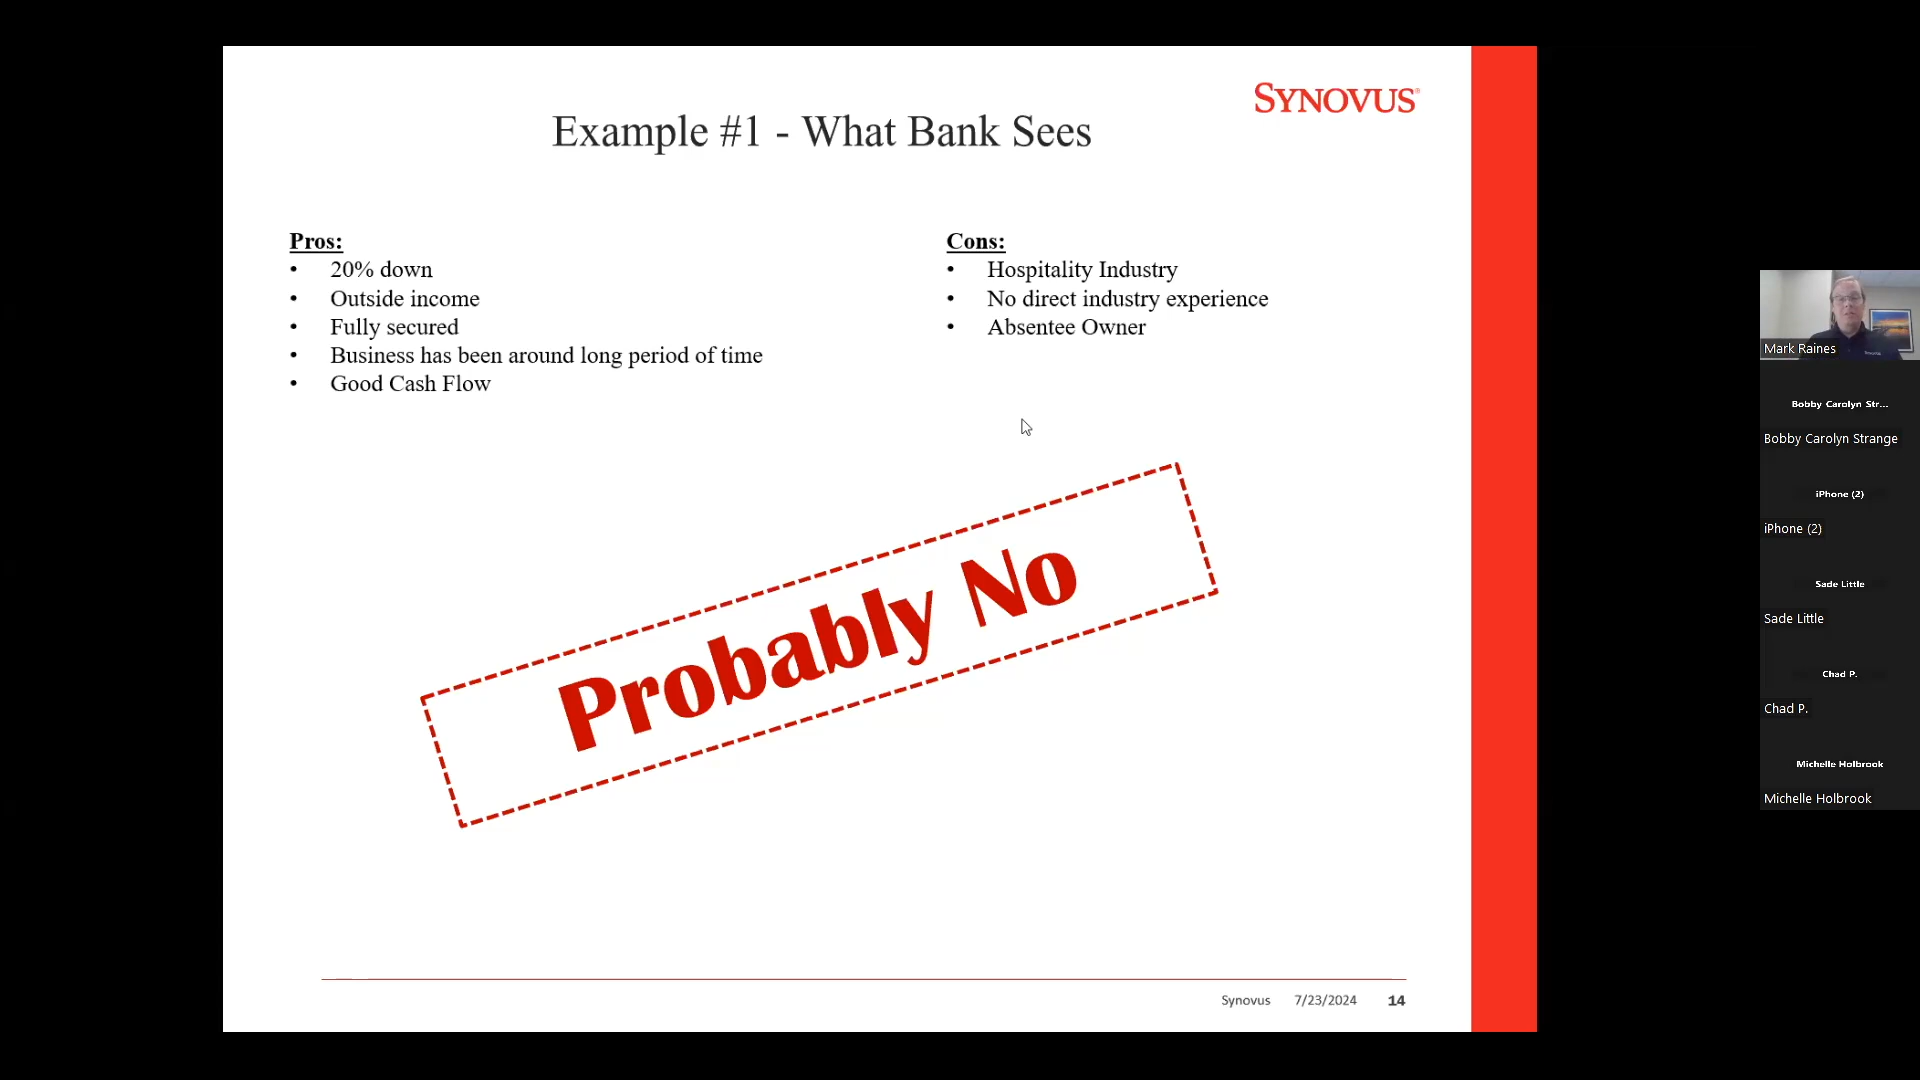 SYNOVUS®
Example #1 - What Bank Sees
Pros:
• 20% down
• Outside income
• Fully secured
• Business has been around long period of time
• Good Cash Flow
Cons:
• Hospitality Industry
• No direct industry experience
• Absentee Owner
Probably No
Synovus 7/23/2024 14
Mark Raines
Bobby Carolyn Str...
Bobby Carolyn Strange
iPhone (2)
iPhone (2)
Sade Little
Sade Little
Chad P.
Chad P.
Michelle Holbrook
Michelle Holbrook